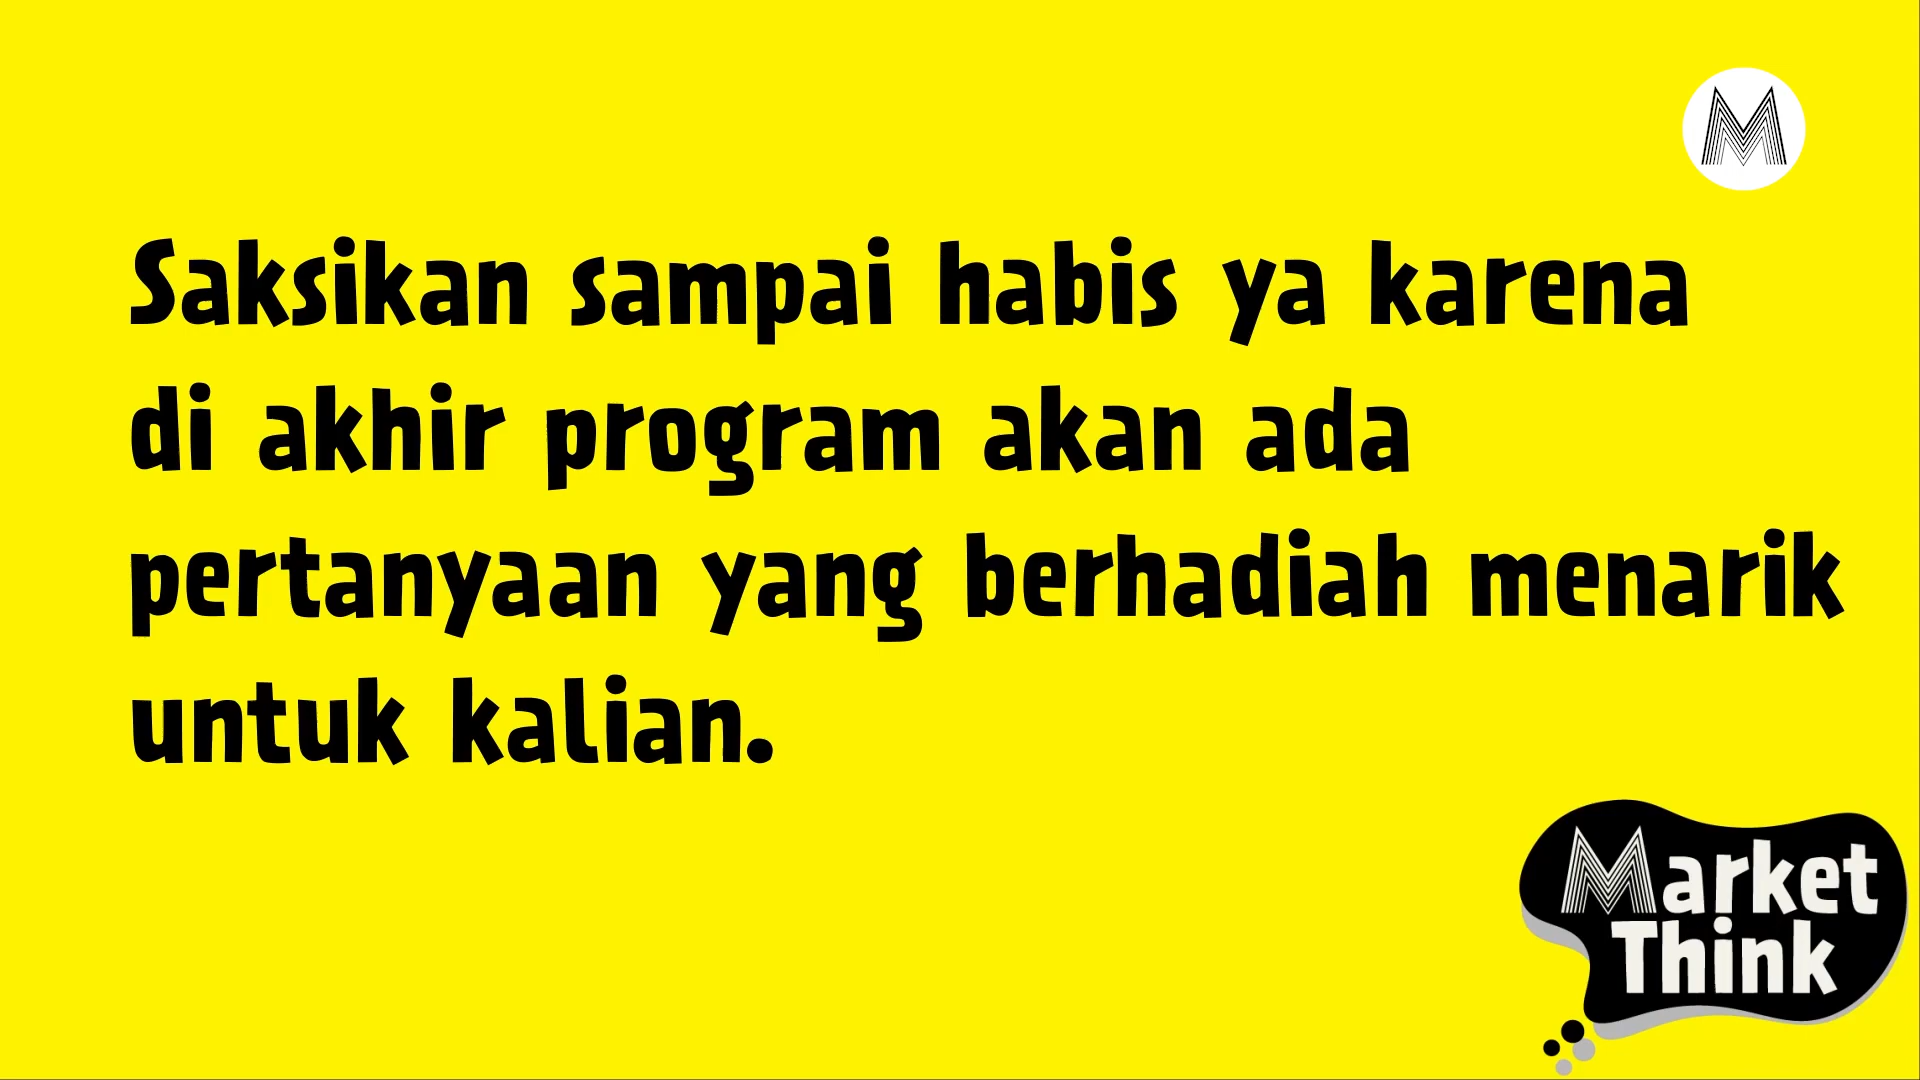 M
Saksikan sampai habis ya karena
di akhir program akan ada
pertanyaan yang berhadiah menarik
untuk kalian.
Market
Think